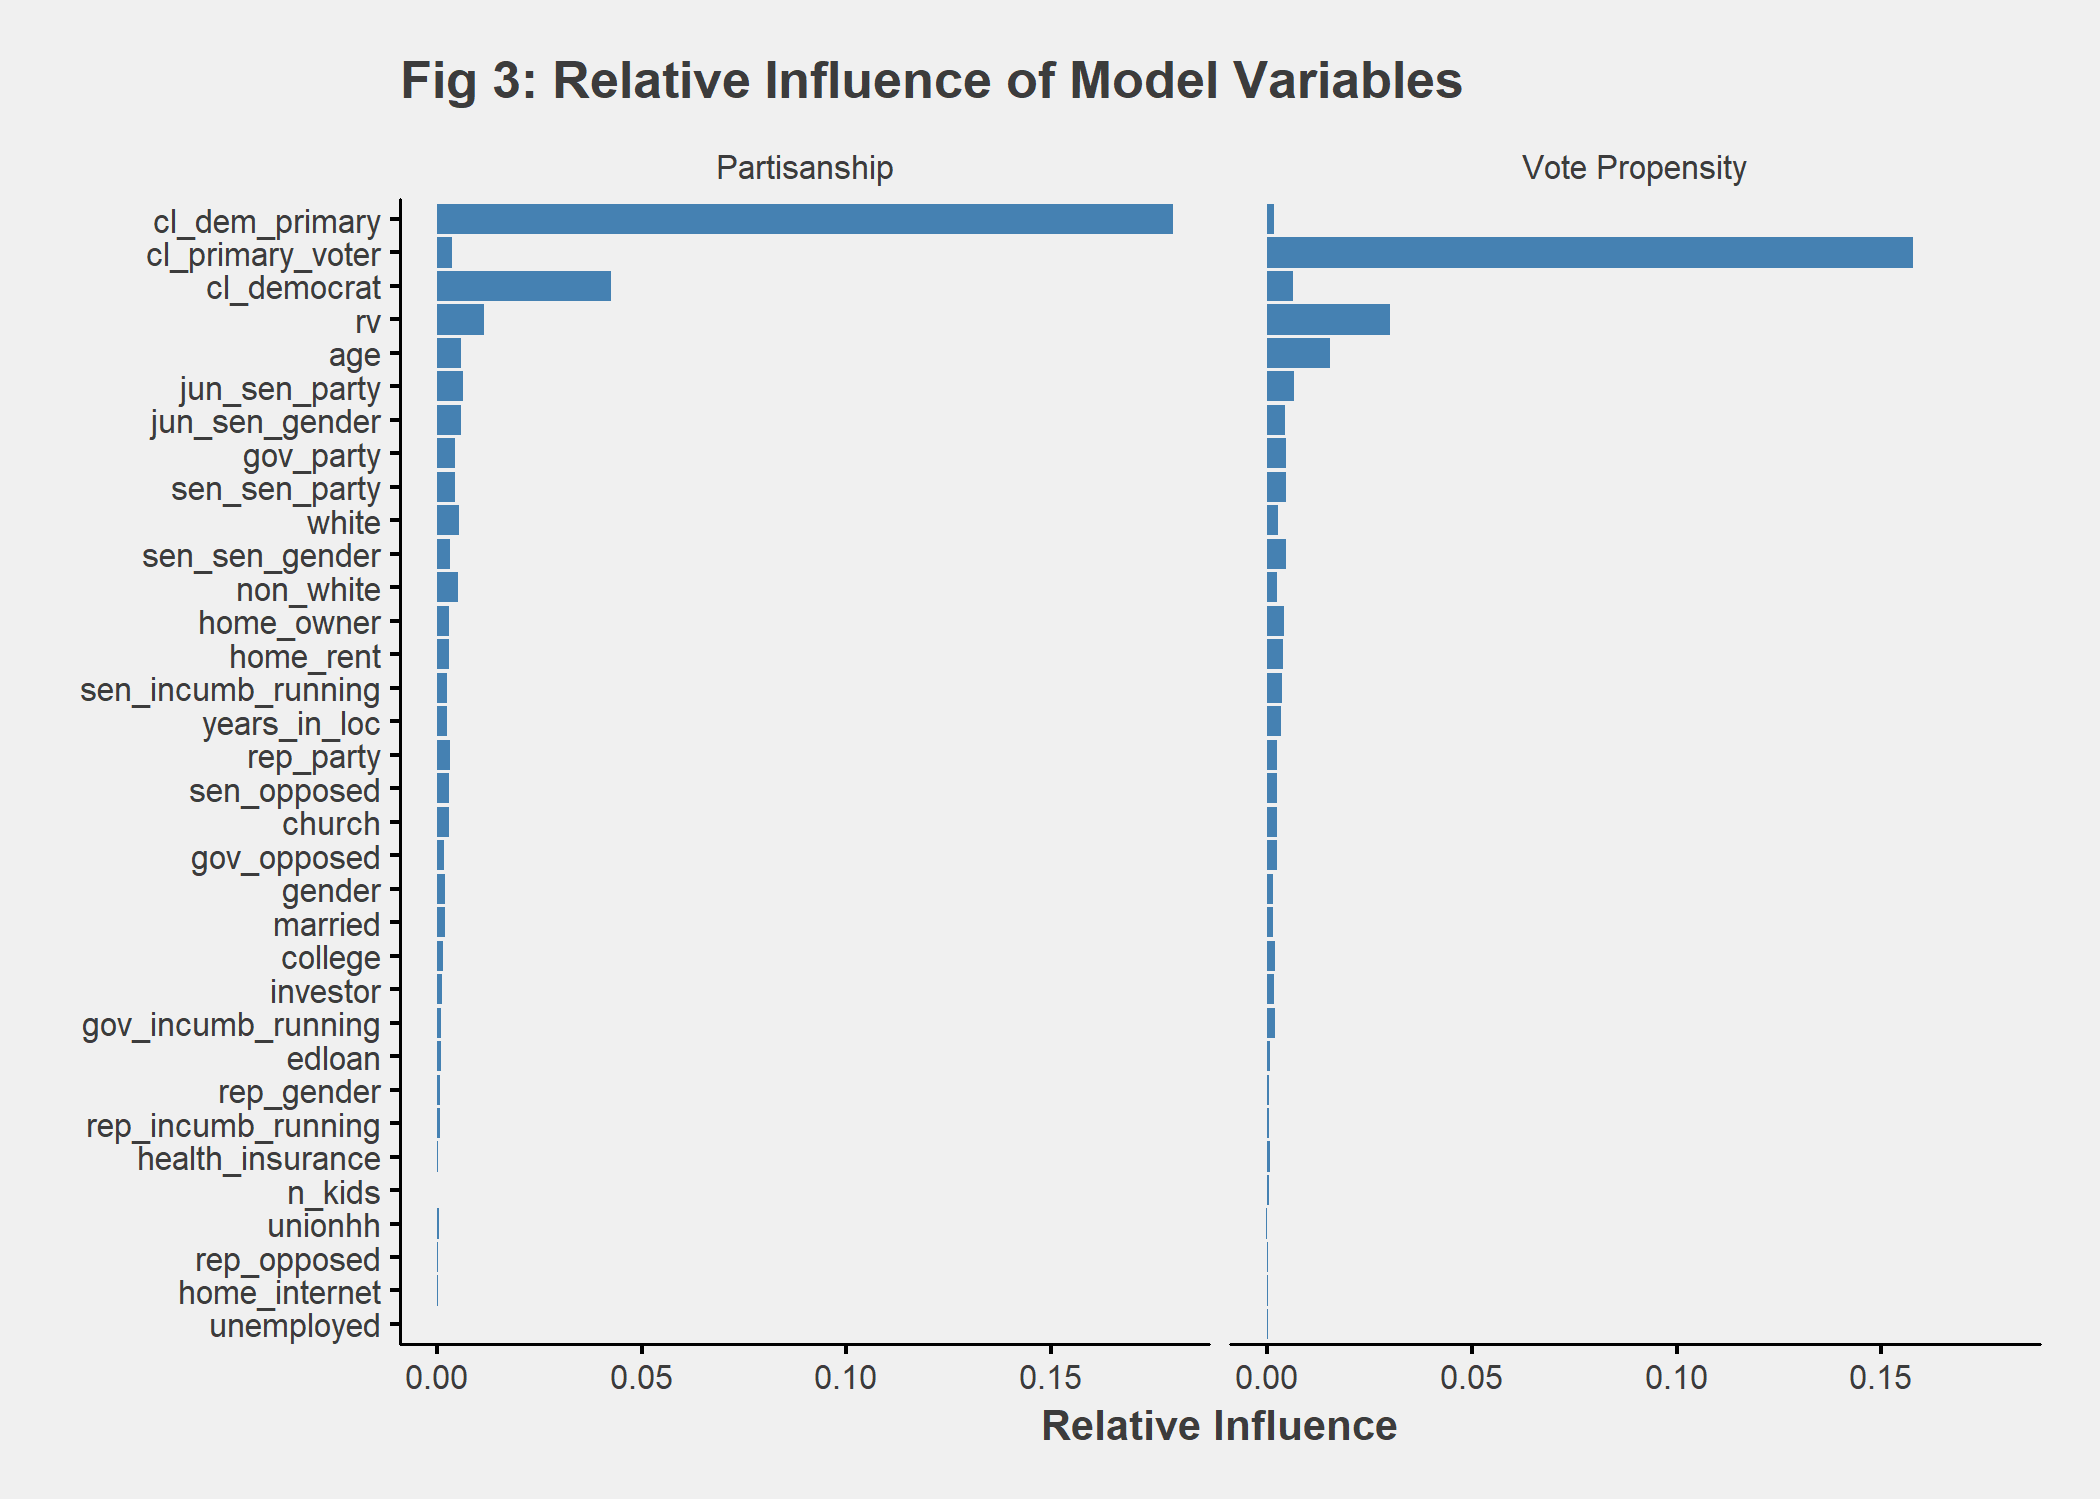 Fig 3: Relative Influence of Model Variables
Partisanship
Vote Propensity
cl_dem_primary
cl_primary_voter
cl_democrat
rv
age
jun_sen_party
jun_sen_gender
gov_party
sen_sen_party
white
sen_sen_gender
non_white
home_owner
home_rent
sen_incumb_running
years_in_loc
rep_party
sen_opposed
church
gov_opposed
gender
married
college
investor
gov_incumb_running
edloan
rep_gender
rep_incumb_running
health_insurance
n_kids
unionhh
rep_opposed
home_internet
unemployed
0.00 0.05 0.10 0.15 0.00 0.05 0.10 0.15
Relative Influence